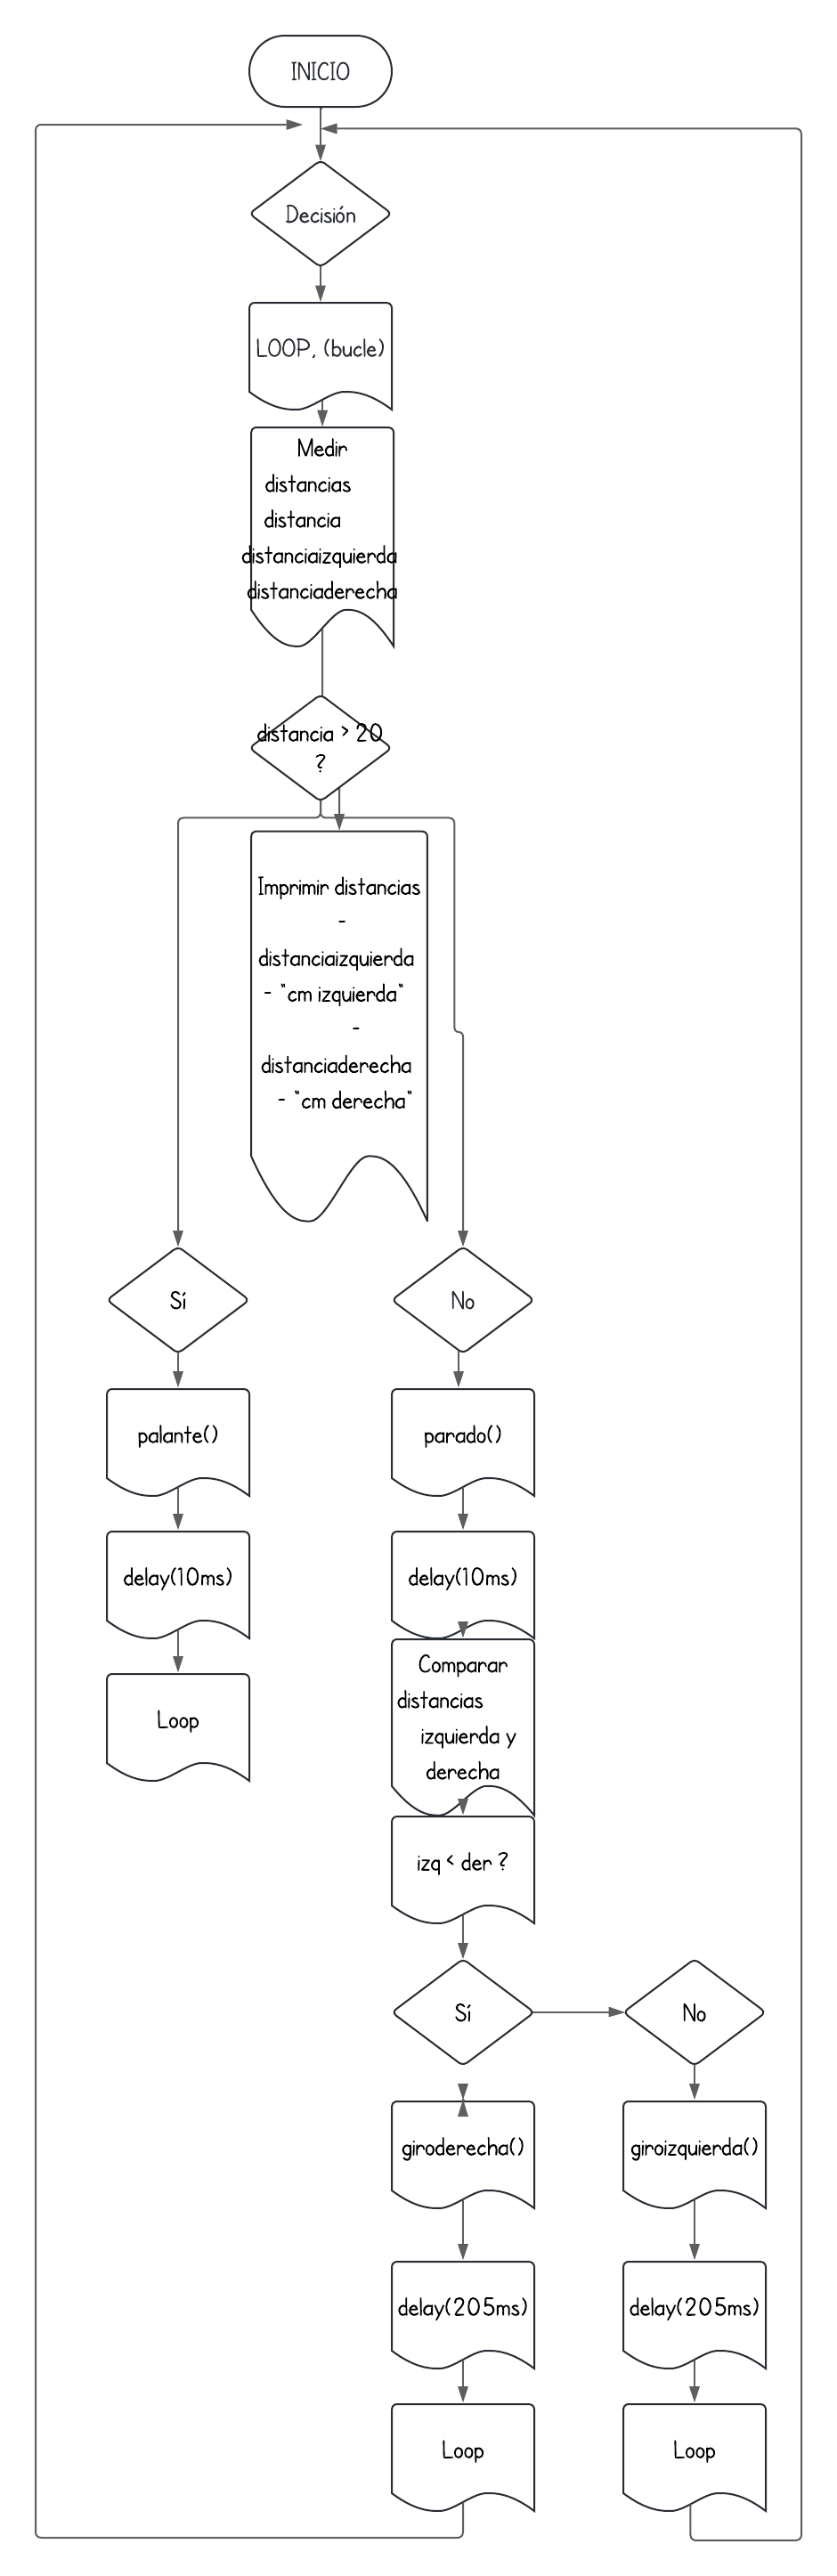 INICIO
Decisión
LOOP, (bucle)
Medir
distancias
distancia
distanciaizquierda
distanciaderecha
distancia > 20
?
Imprimir distancias
-
distanciaizquierda
- "cm izquierda"
-
distanciaderecha
- "cm derecha"
Sí
No
palante()
parado()
delay(10ms)
delay(10ms)
Loop
Comparar
distancias
izquierda y
derecha
izq < der ?
Sí
No
giroderecha()
giroizquierda()
delay(205ms)
delay(205ms)
Loop
Loop